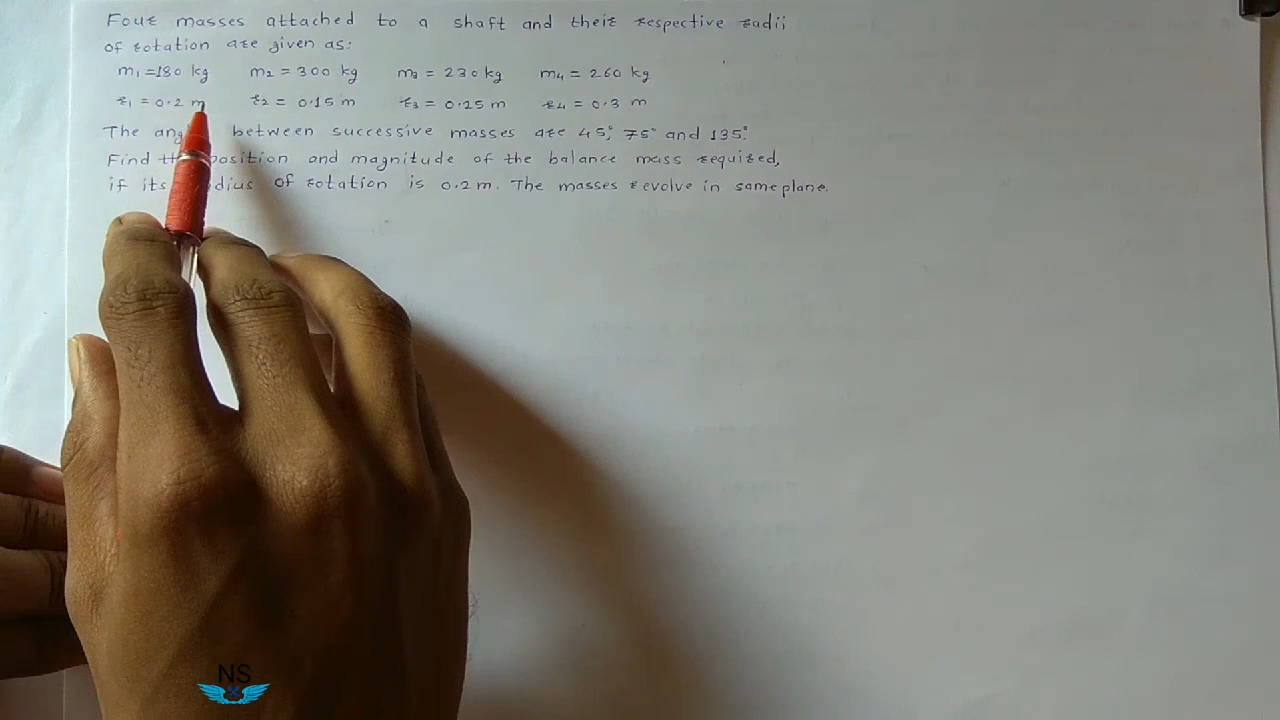 Four masses attached to a shaft and their respective radii
of rotation are given as:
m1 = 180 kg m2 = 300 kg m3 = 230 kg m4 = 260 kg
r1 = 0.2 m r2 = 0.15 m r3 = 0.25 m r4 = 0.3 m
The between successive masses are 45°, 75° and 135°.
Find position and magnitude of the balance mass required,
if its of rotation is 0.2 m. The masses revolve in same plane.
NS